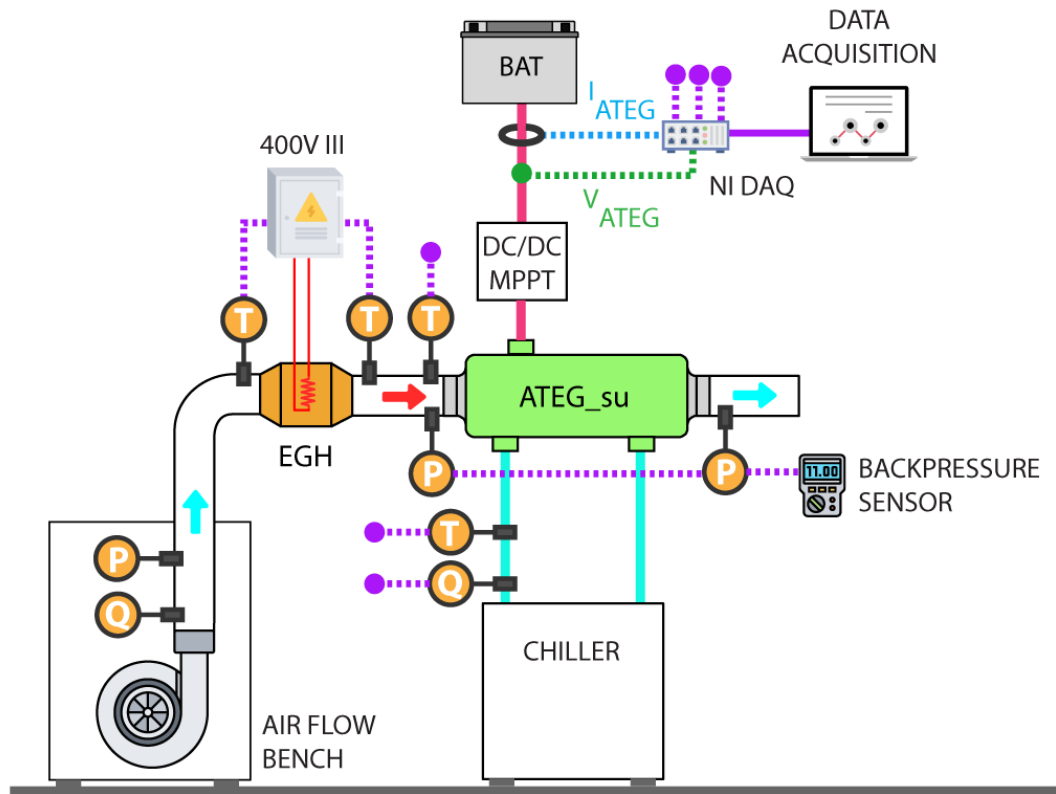 DATA
ACQUISITION
BAT
I
ATEG
400V III
NI DAQ
V
ATEG
DC/DC
MPPT
T
T
T
ATEG_su
EGH
P
P
11.00
BACKPRESSURE
SENSOR
T
P
Q
Q
CHILLER
AIR FLOW
BENCH